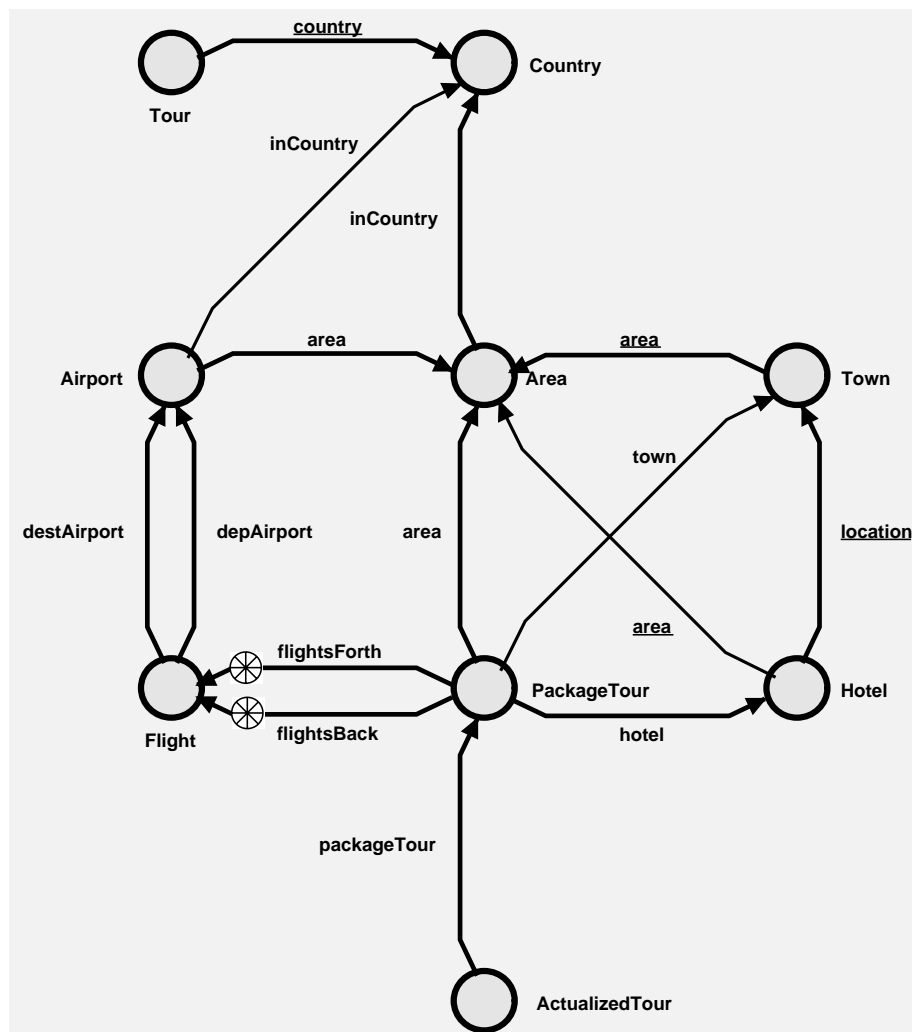 country
Country
Tour
inCountry
inCountry
area
area
Airport
Area
Town
town
destAirport
depAirport
area
location
area
flightsForth
PackageTour
Hotel
flightsBack
hotel
Flight
packageTour
ActualizedTour